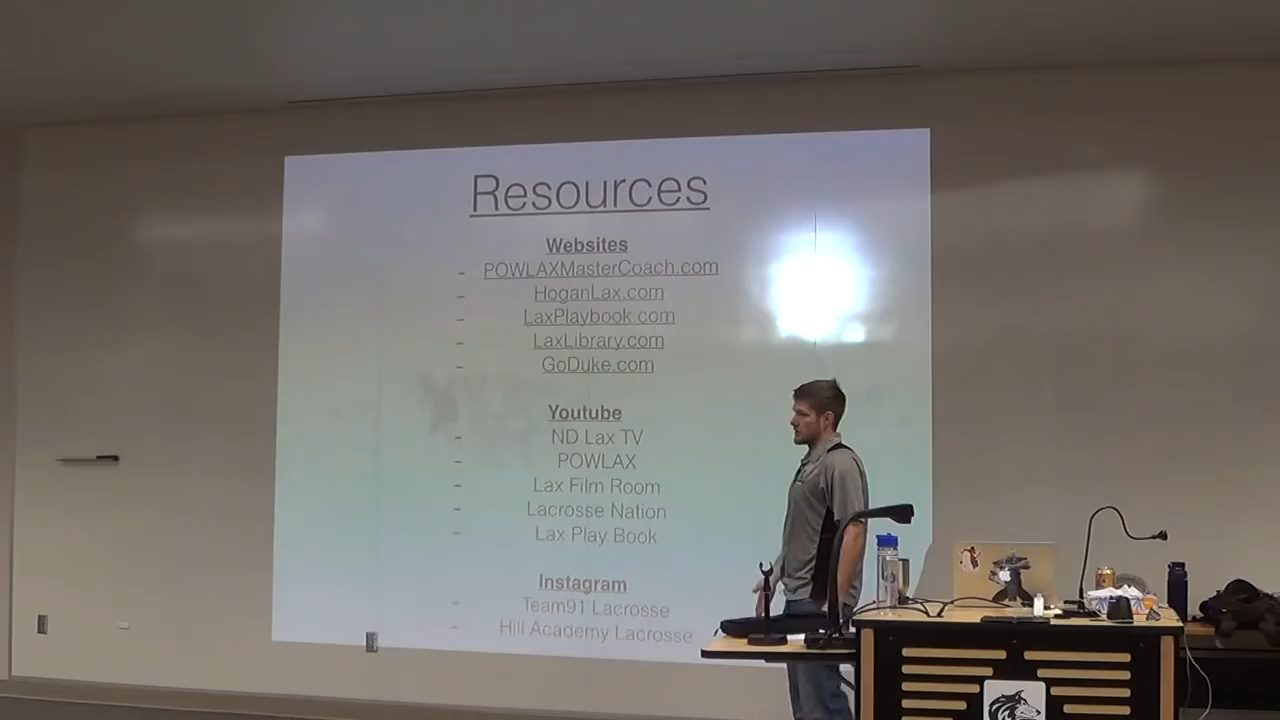 Resources
Websites
- POWLAXMasterCoach.com
- HoganLax.com
- LaxPlaybook.com
- LaxLibrary.com
- GoDuke.com
Youtube
- ND Lax TV
- POWLAX
- Lax Film Room
- Lacrosse Nation
- Lax Play Book
Instagram
- Team91 Lacrosse
- Hill Academy Lacrosse